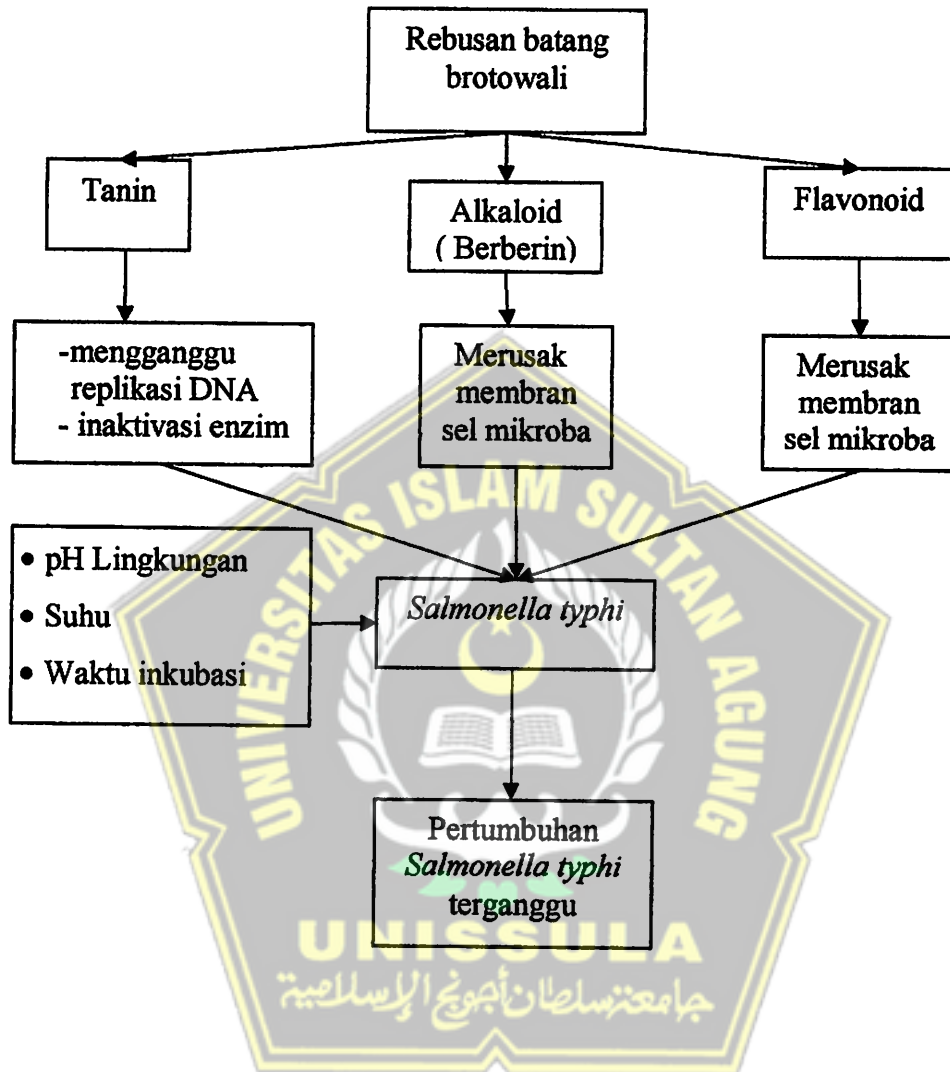 Rebusan batang
brotowali
Tanin
Alkaloid
( Berberin)
Flavonoid
-mengganggu
replikasi DNA
- inaktivasi enzim
Merusak
membran
sel mikroba
Merusak
membran
sel mikroba
• pH Lingkungan
• Suhu
• Waktu inkubasi
Salmonella typhi
Pertumbuhan
Salmonella typhi
terganggu
UNIVERSITAS ISLAM SULTAN AGUNG
UNISSULA
جامعتنسلطان أجونج الإسلامية